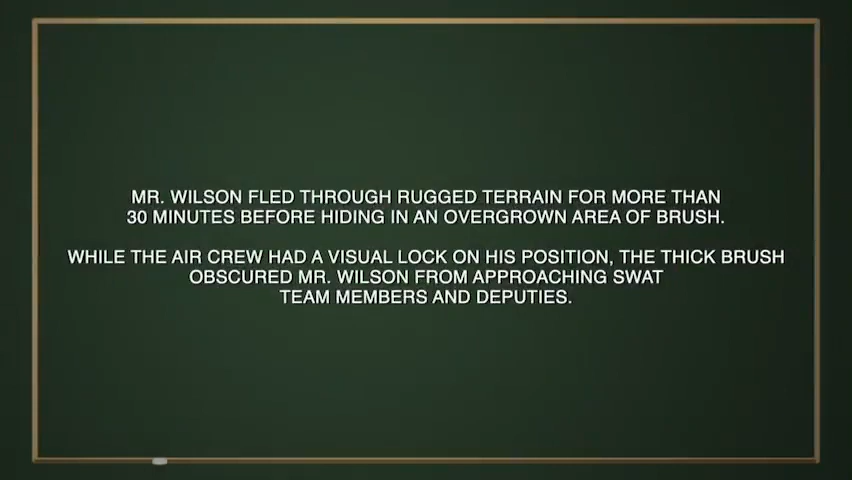 MR. WILSON FLED THROUGH RUGGED TERRAIN FOR MORE THAN
30 MINUTES BEFORE HIDING IN AN OVERGROWN AREA OF BRUSH.
WHILE THE AIR CREW HAD A VISUAL LOCK ON HIS POSITION, THE THICK BRUSH
OBSCURED MR. WILSON FROM APPROACHING SWAT
TEAM MEMBERS AND DEPUTIES.